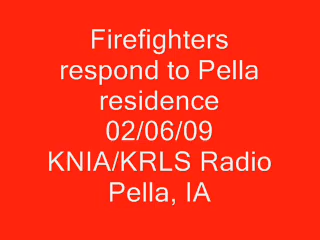 Firefighters
respond to Pella
residence
02/06/09
KNIA/KRLS Radio
Pella, IA